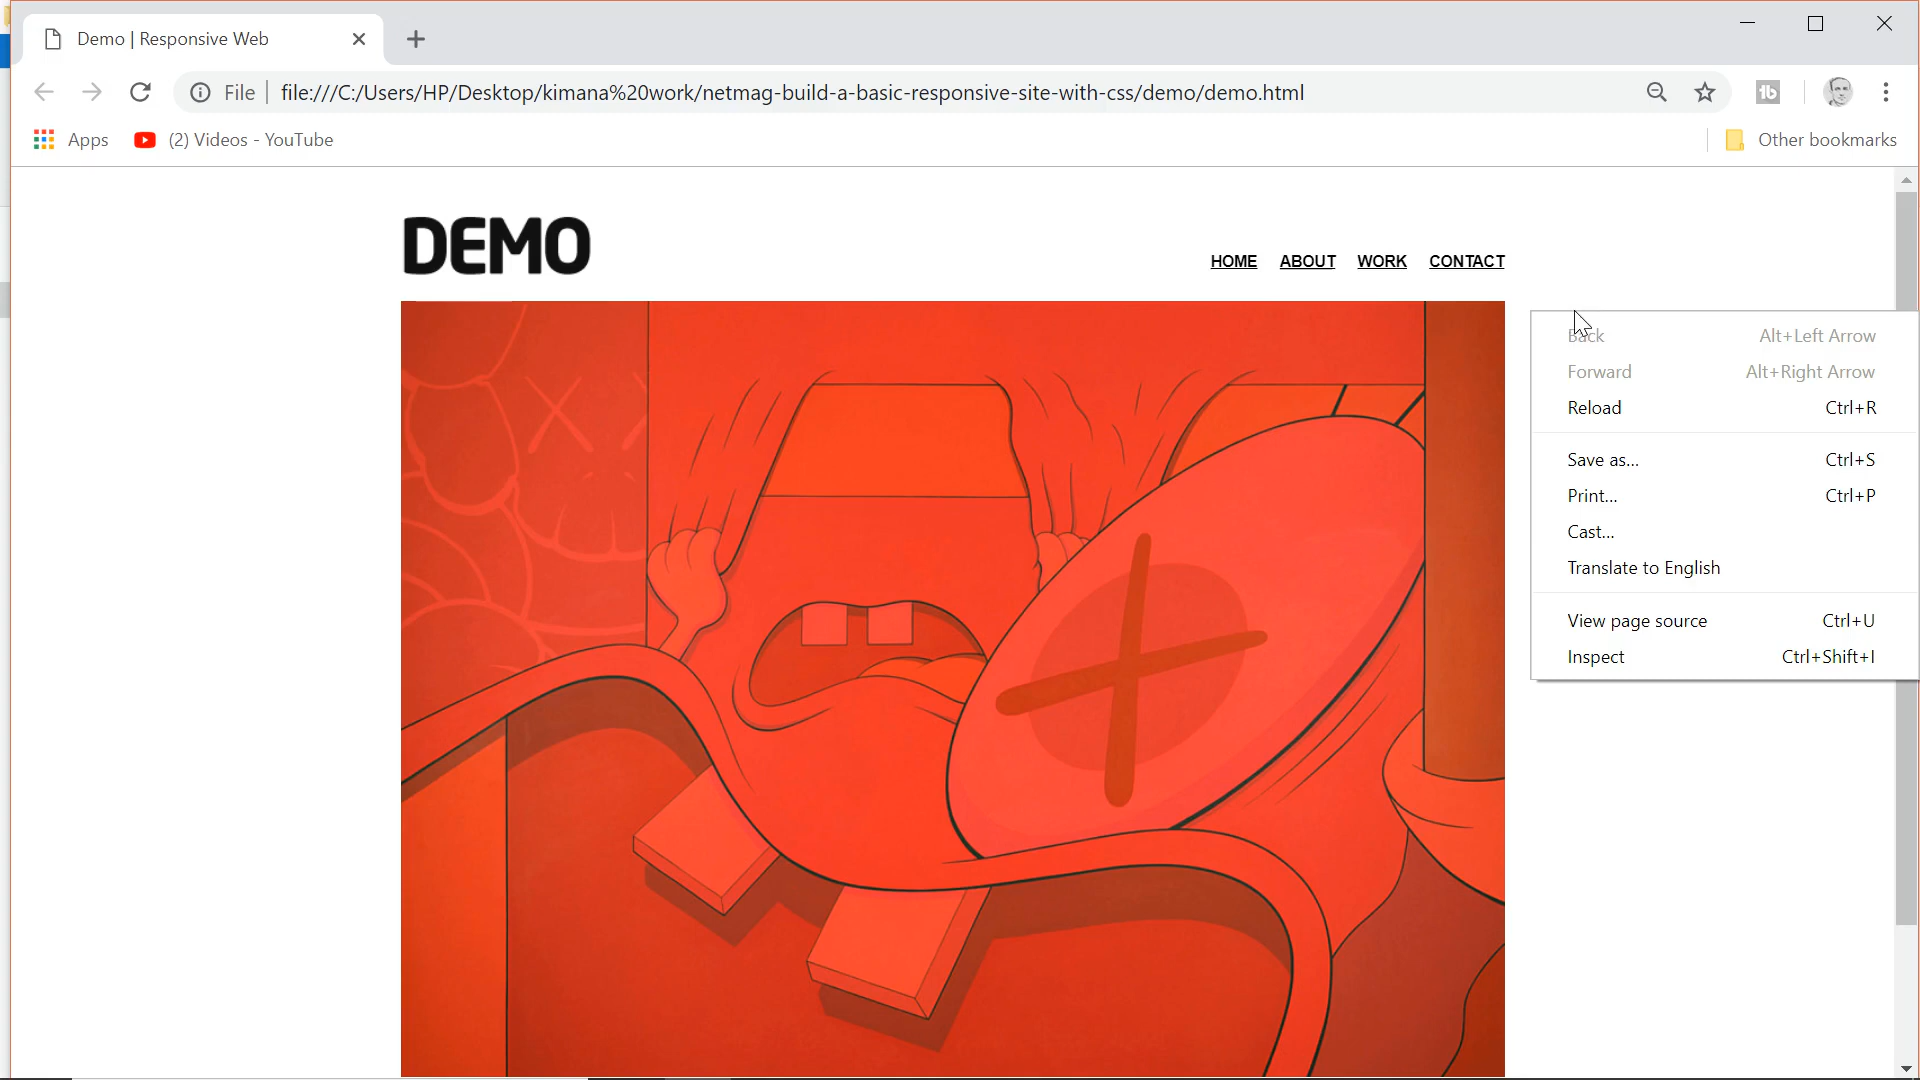 Demo | Responsive Web
File
file:///C:/Users/HP/Desktop/kimana%20work/netmag-build-a-basic-responsive-site-with-css/demo/demo.html
Apps
(2) Videos - YouTube
Other bookmarks
DEMO
HOME ABOUT WORK CONTACT
Back Alt+Left Arrow
Forward Alt+Right Arrow
Reload Ctrl+R
Save as... Ctrl+S
Print... Ctrl+P
Cast...
Translate to English
View page source Ctrl+U
Inspect Ctrl+Shift+I